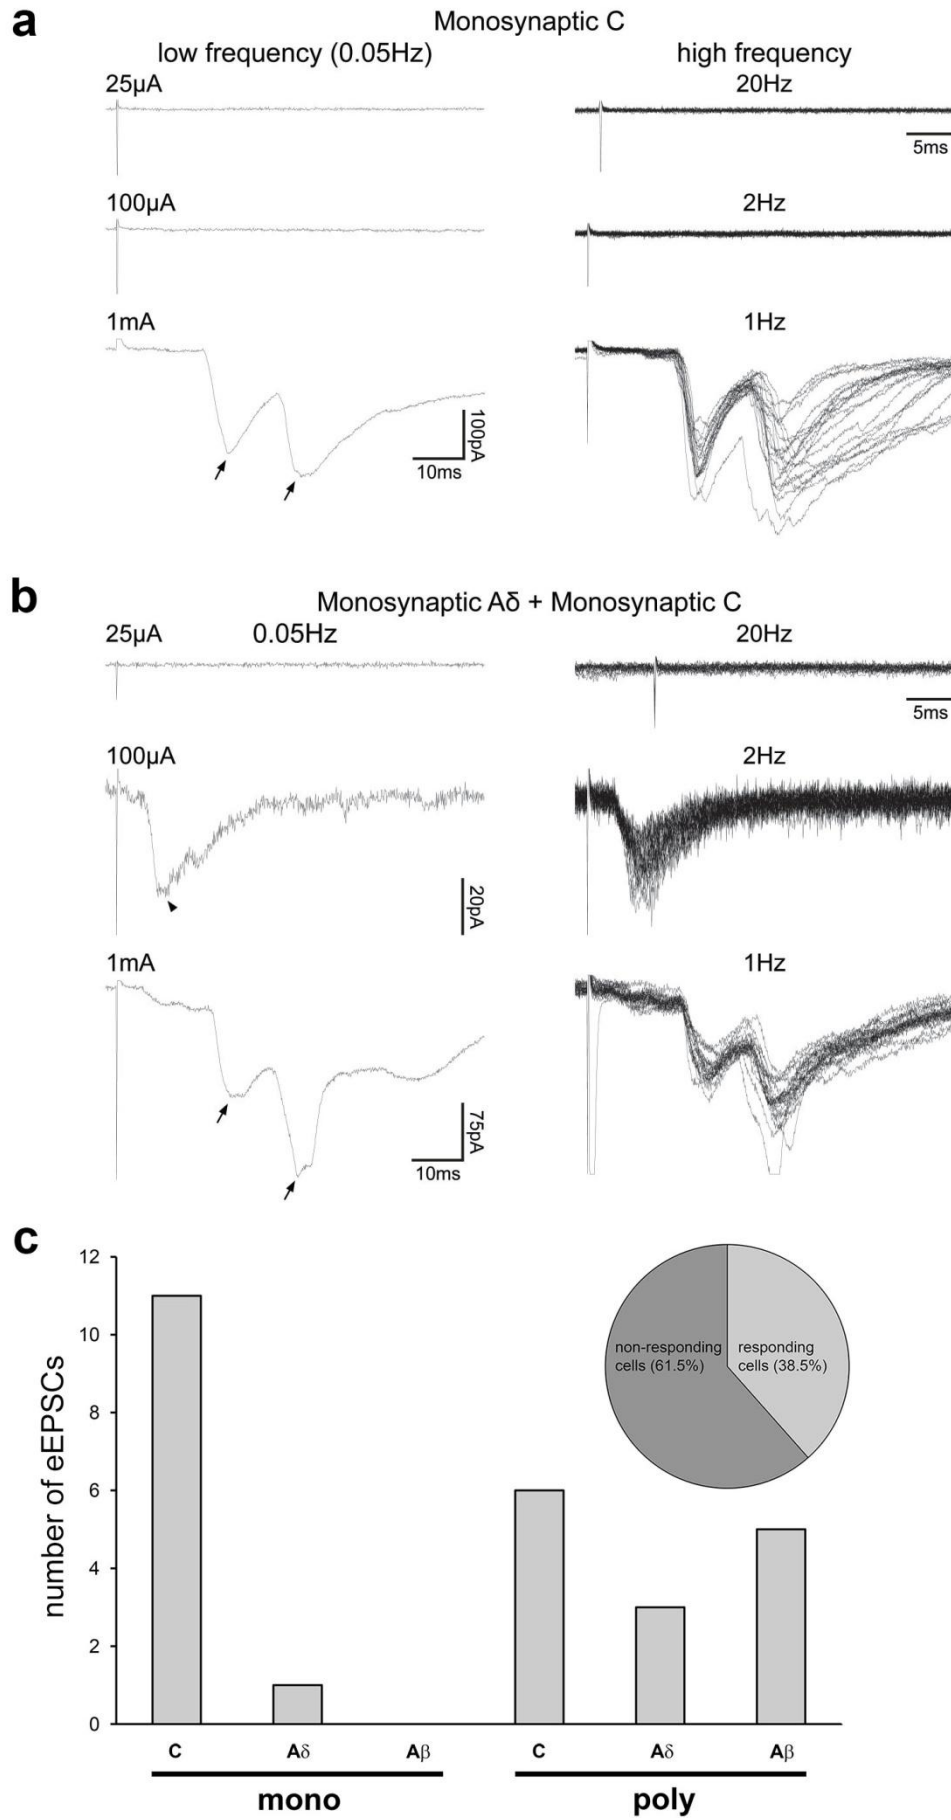 a
Monosynaptic C
low frequency (0.05Hz)
high frequency
25µA
20Hz
5ms
100µA
2Hz
1mA
1Hz
100pA
10ms
b
Monosynaptic Aδ + Monosynaptic C
25µA
0.05Hz
20Hz
5ms
100µA
2Hz
20pA
1mA
1Hz
75pA
10ms
c
number of eEPSCs
12
10
8
6
4
2
0
non-responding
cells (61.5%)
responding
cells (38.5%)
C Aδ Aβ C Aδ Aβ
mono poly